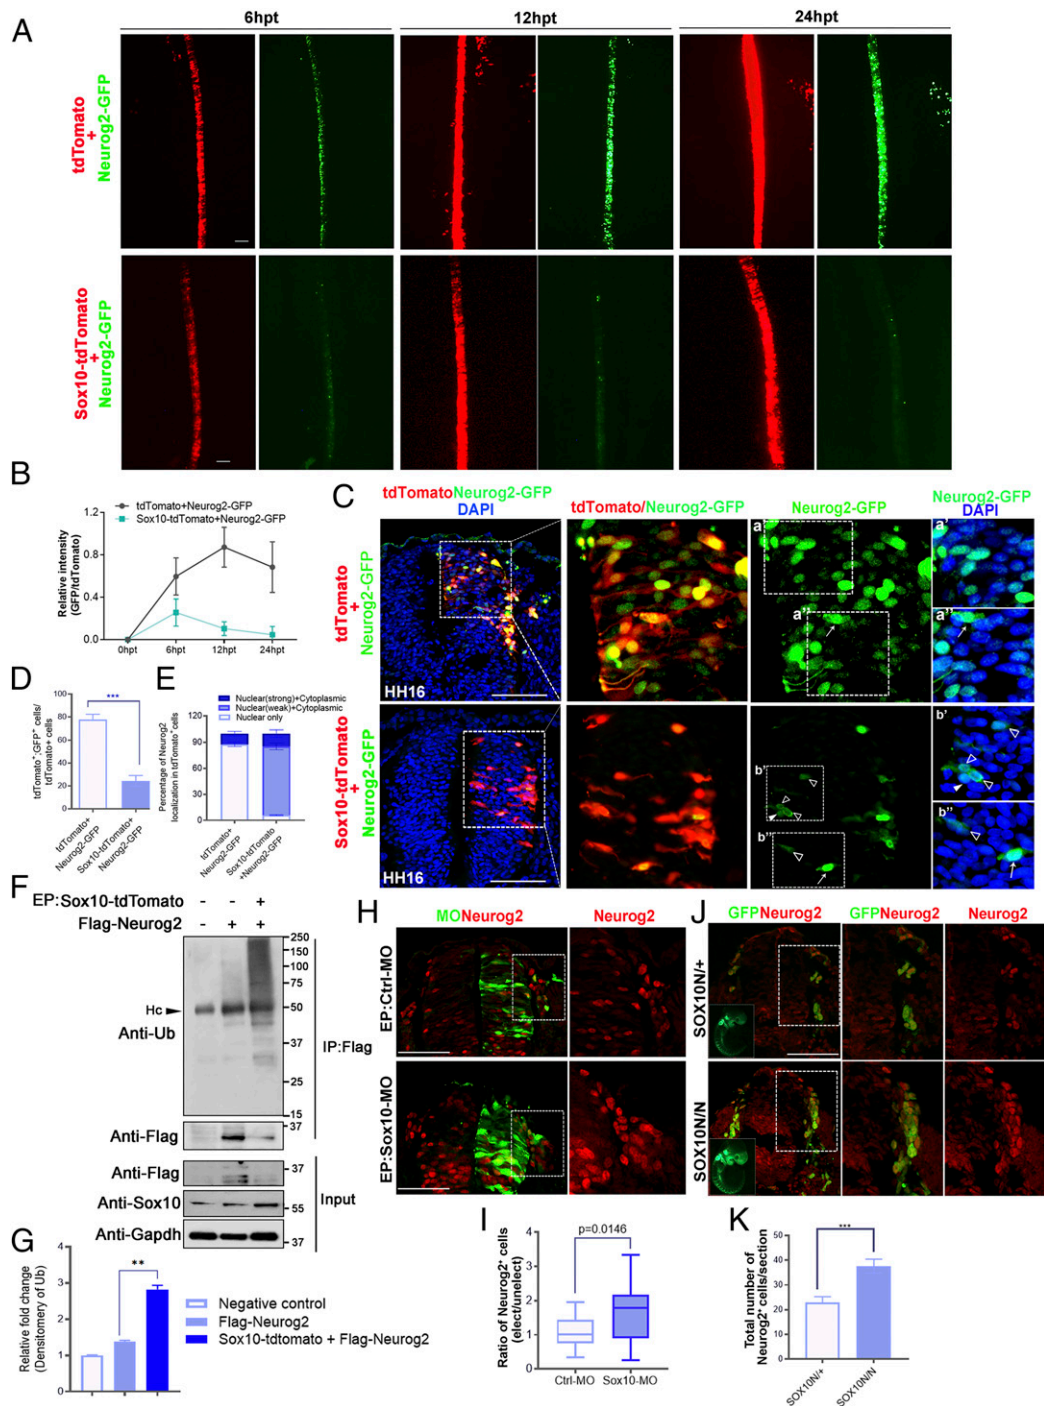 A
6hpt
12hpt
24hpt
tdTomato
+
Neurog2-GFP
Sox10-tdTomato
+
Neurog2-GFP
B
tdTomato+Neurog2-GFP
Sox10-tdTomato+Neurog2-GFP
Relative intensity
(GFP/tdTomato)
1.2
0.8
0.4
0.0
0hpt
6hpt
12hpt
24hpt
C
tdTomatoNeurog2-GFP
DAPI
tdTomato/Neurog2-GFP
Neurog2-GFP
Neurog2-GFP
DAPI
tdTomato
+
Neurog2-GFP
HH16
a'
a''
a'
a''
Sox10-tdTomato
+
Neurog2-GFP
HH16
b'
b''
b'
b''
D
***
tdTomato+;GFP+ cells/
tdTomato+ cells
100
80
60
40
20
0
tdTomato+
Neurog2-GFP
Sox10-tdTomato+
Neurog2-GFP
E
Nuclear(strong)+Cytoplasmic
Nuclear(weak)+Cytoplasmic
Nuclear only
Percentage of Neurog2
localization in tdTomato+ cells
120
90
60
30
0
tdTomato+
Neurog2-GFP
Sox10-tdTomato
+Neurog2-GFP
F
EP:Sox10-tdTomato - - +
Flag-Neurog2 - + +
250
150
100
75
50
37
25
15
Hc
Anti-Ub
IP:Flag
Anti-Flag
37
Anti-Flag
37
Anti-Sox10
55
Anti-Gapdh
37
Input
G
Relative fold change
(Densitomery of Ub)
4
3
2
1
0
**
Negative control
Flag-Neurog2
Sox10-tdtomato + Flag-Neurog2
H
MONeurog2
Neurog2
EP:Ctrl-MO
EP:Sox10-MO
I
p=0.0146
Ratio of Neurog2+ cells
(elect/unelect)
4
3
2
1
0
Ctrl-MO
Sox10-MO
J
GFPNeurog2
GFPNeurog2
Neurog2
SOX10N/+
SOX10N/N
K
***
Total number of
Neurog2+ cells/section
50
40
30
20
10
0
SOX10N/+
SOX10N/N